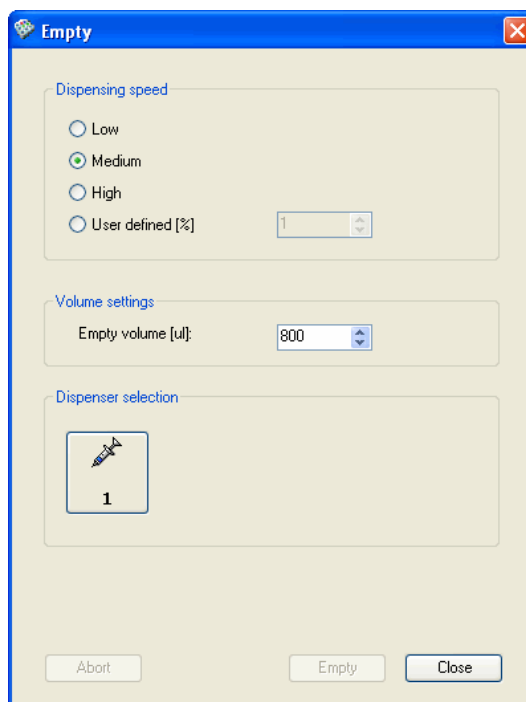 Empty
Dispensing speed
Low
Medium
High
User defined [%] 1
Volume settings
Empty volume [ul]: 800
Dispenser selection
1
Abort Empty Close